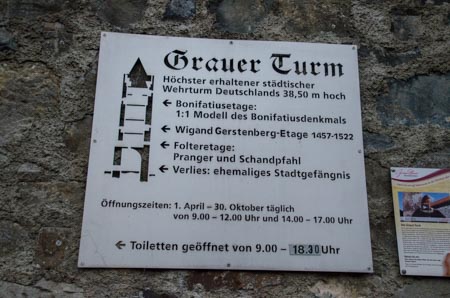 Grauer Turm
Höchster erhaltener städtischer
Wehrturm Deutschlands 38,50 m hoch
← Bonifatiusetage:
1:1 Modell des Bonifatiusdenkmals
← Wigand Gerstenberg-Etage 1457-1522
← Folteretage:
Pranger und Schandpfahl
← Verlies: ehemaliges Stadtgefängnis
Öffnungszeiten: 1. April – 30. Oktober täglich
von 9.00 – 12.00 Uhr und 14.00 – 17.00 Uhr
← Toiletten geöffnet von 9.00 – 18.30 Uhr